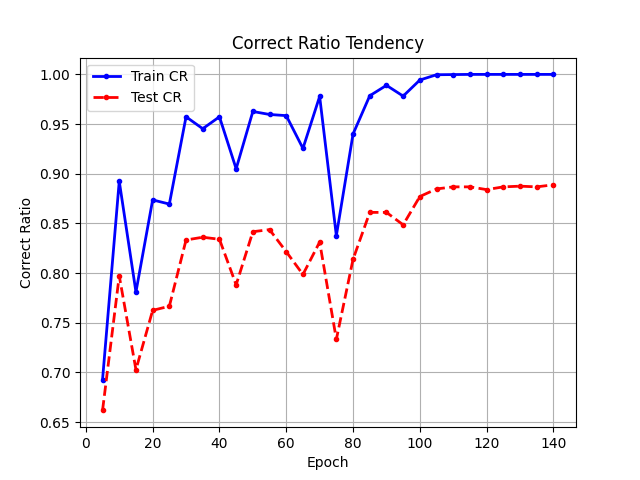 Correct Ratio Tendency
Train CR
Test CR
Correct Ratio
1.00
0.95
0.90
0.85
0.80
0.75
0.70
0.65
0 20 40 60 80 100 120 140
Epoch